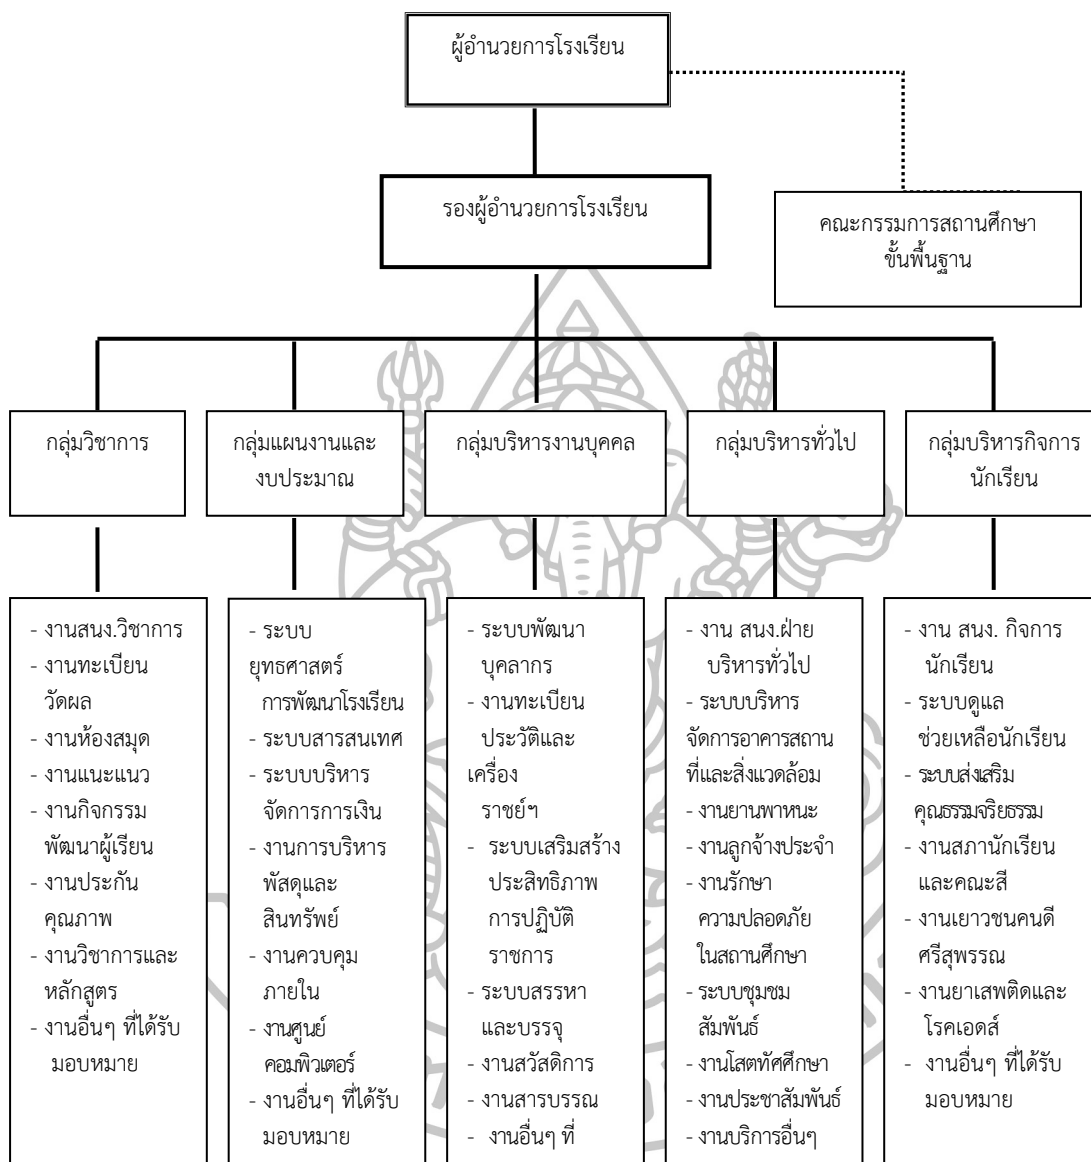 ผู้อำนวยการโรงเรียน
รองผู้อำนวยการโรงเรียน
คณะกรรมการสถานศึกษา
ขั้นพื้นฐาน
กลุ่มวิชาการ
กลุ่มแผนงานและ
งบประมาณ
กลุ่มบริหารงานบุคคล
กลุ่มบริหารทั่วไป
กลุ่มบริหารกิจการ
นักเรียน
- งานสนง.วิชาการ
- งานทะเบียน
วัดผล
- งานห้องสมุด
- งานแนะแนว
- งานกิจกรรม
พัฒนาผู้เรียน
- งานประกัน
คุณภาพ
- งานวิชาการและ
หลักสูตร
- งานอื่นๆ ที่ได้รับ
มอบหมาย
- ระบบ
ยุทธศาสตร์
การพัฒนาโรงเรียน
- ระบบสารสนเทศ
- ระบบบริหาร
จัดการการเงิน
- งานการบริหาร
พัสดุและ
สินทรัพย์
- งานควบคุม
ภายใน
- งานศูนย์
คอมพิวเตอร์
- งานอื่นๆ ที่ได้รับ
มอบหมาย
- ระบบพัฒนา
บุคลากร
- งานทะเบียน
ประวัติและ
เครื่อง
ราชย์ฯ
- ระบบเสริมสร้าง
ประสิทธิภาพ
การปฏิบัติ
ราชการ
- ระบบสรรหา
และบรรจุ
- งานสวัสดิการ
- งานสารบรรณ
- งานอื่นๆ ที่
- งาน สนง.ฝ่าย
บริหารทั่วไป
- ระบบบริหาร
จัดการอาคารสถาน
ที่และสิ่งแวดล้อม
- งานยานพาหนะ
- งานลูกจ้างประจำ
- งานรักษา
ความปลอดภัย
ในสถานศึกษา
- ระบบชุมชม
สัมพันธ์
- งานโสตทัศศึกษา
- งานประชาสัมพันธ์
- งานบริการอื่นๆ
- งาน สนง. กิจการ
นักเรียน
- ระบบดูแล
ช่วยเหลือนักเรียน
- ระบบส่งเสริม
คุณธรรมจริยธรรม
- งานสภานักเรียน
และคณะสี
- งานเยาวชนคนดี
ศรีสุพรรณ
- งานยาเสพติดและ
โรคเอดส์
- งานอื่นๆ ที่ได้รับ
มอบหมาย